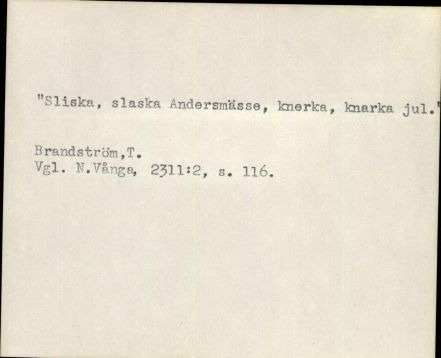 "Sliska, slaska Andersmässe, knerka, knarka jul."
Brandström,T.
Vgl. N.Vånga, 2311:2, s. 116.